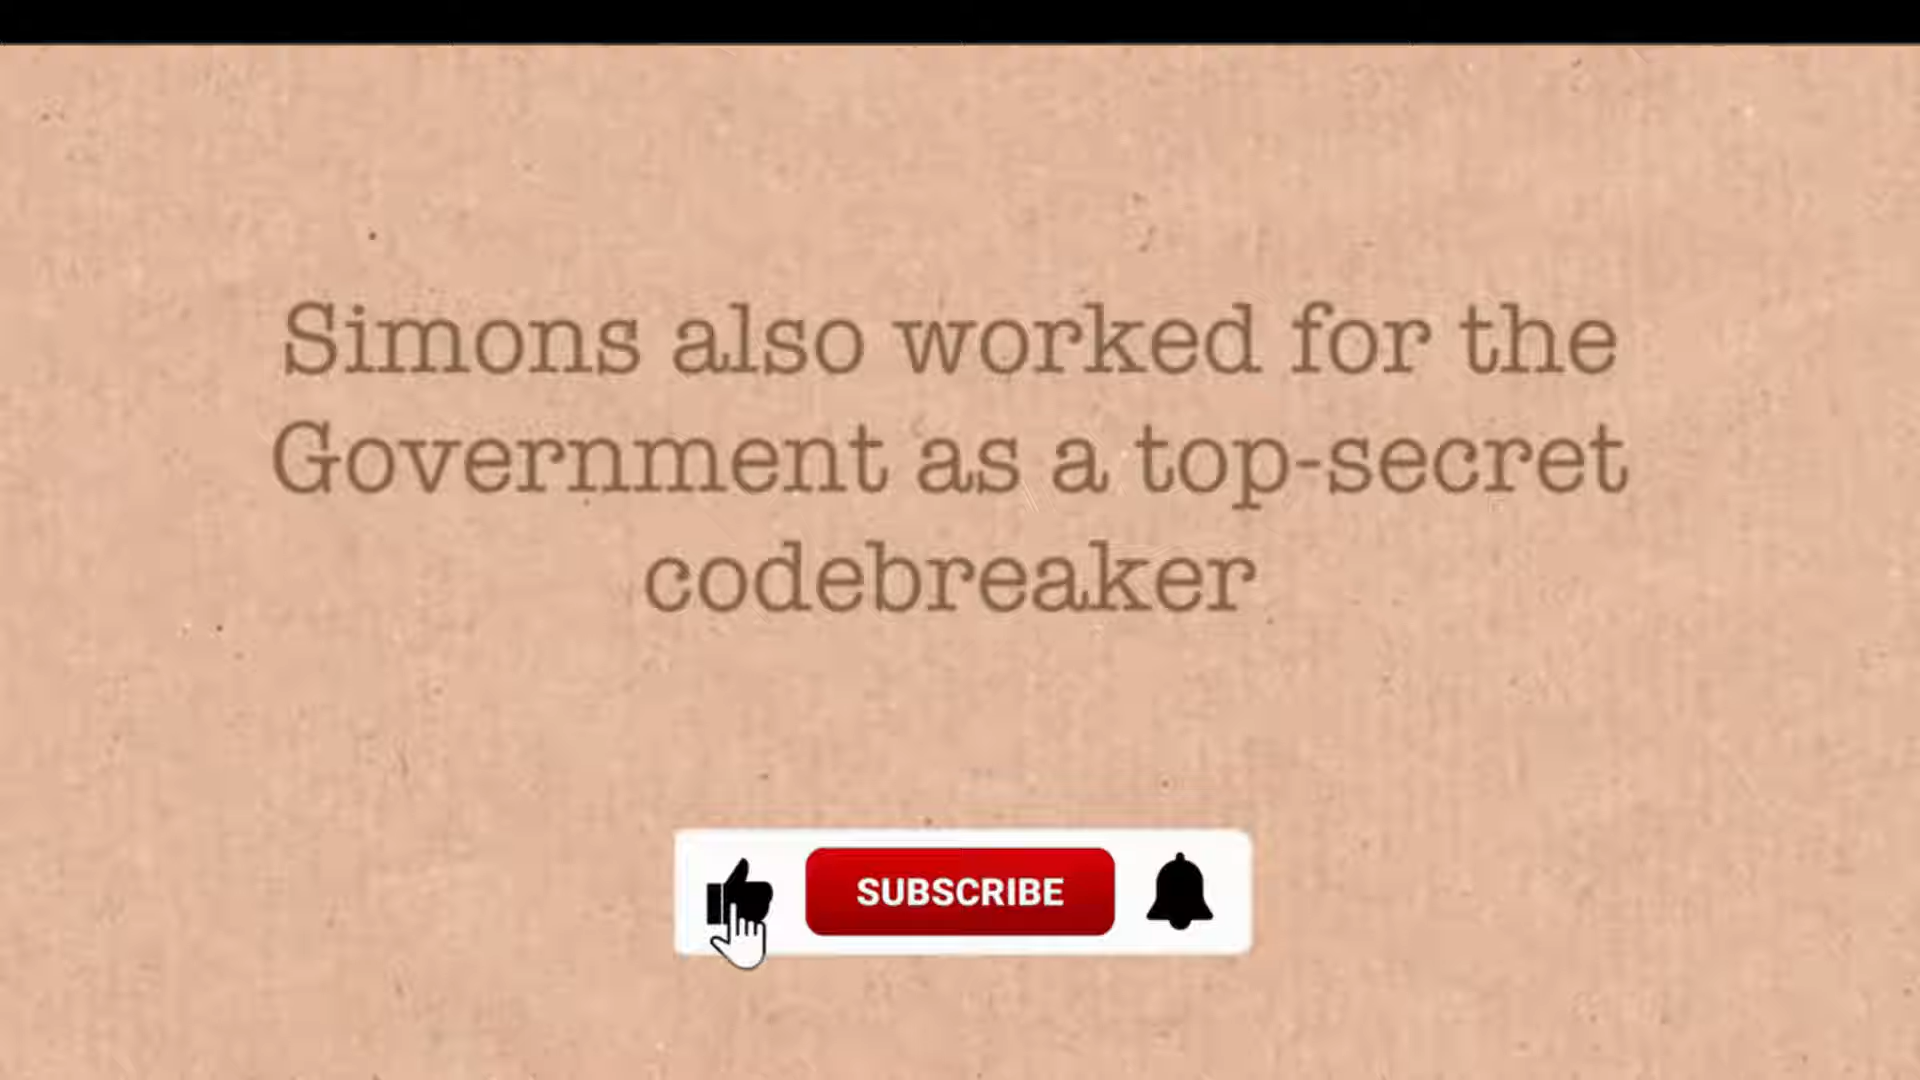 Simons also worked for the
Government as a top-secret
codebreaker
SUBSCRIBE